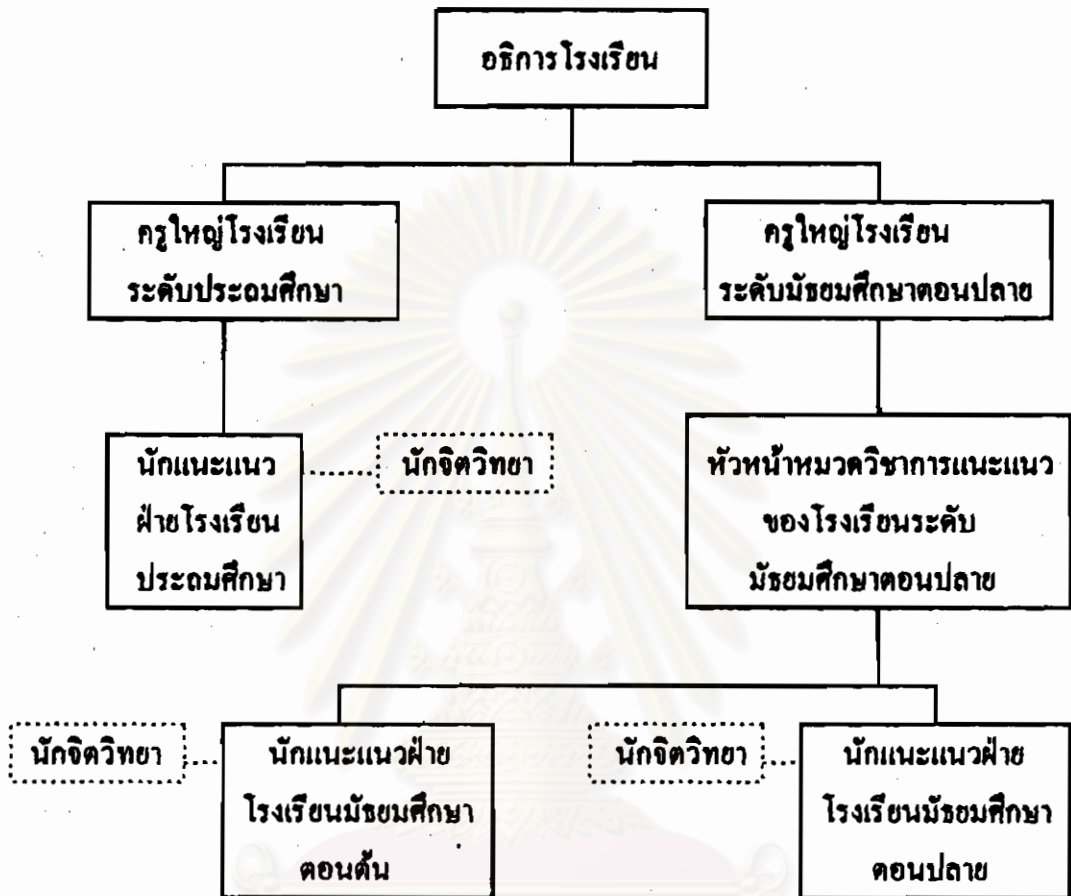 อธิการโรงเรียน
ครูใหญ่โรงเรียน
ระดับประถมศึกษา
ครูใหญ่โรงเรียน
ระดับมัธยมศึกษาตอนปลาย
นักแนะแนว
ฝ่ายโรงเรียน
ประถมศึกษา
นักจิตวิทยา
หัวหน้าหมวดวิชาการแนะแนว
ของโรงเรียนระดับ
มัธยมศึกษาตอนปลาย
นักจิตวิทยา
นักแนะแนวฝ่าย
โรงเรียนมัธยมศึกษา
ตอนต้น
นักจิตวิทยา
นักแนะแนวฝ่าย
โรงเรียนมัธยมศึกษา
ตอนปลาย